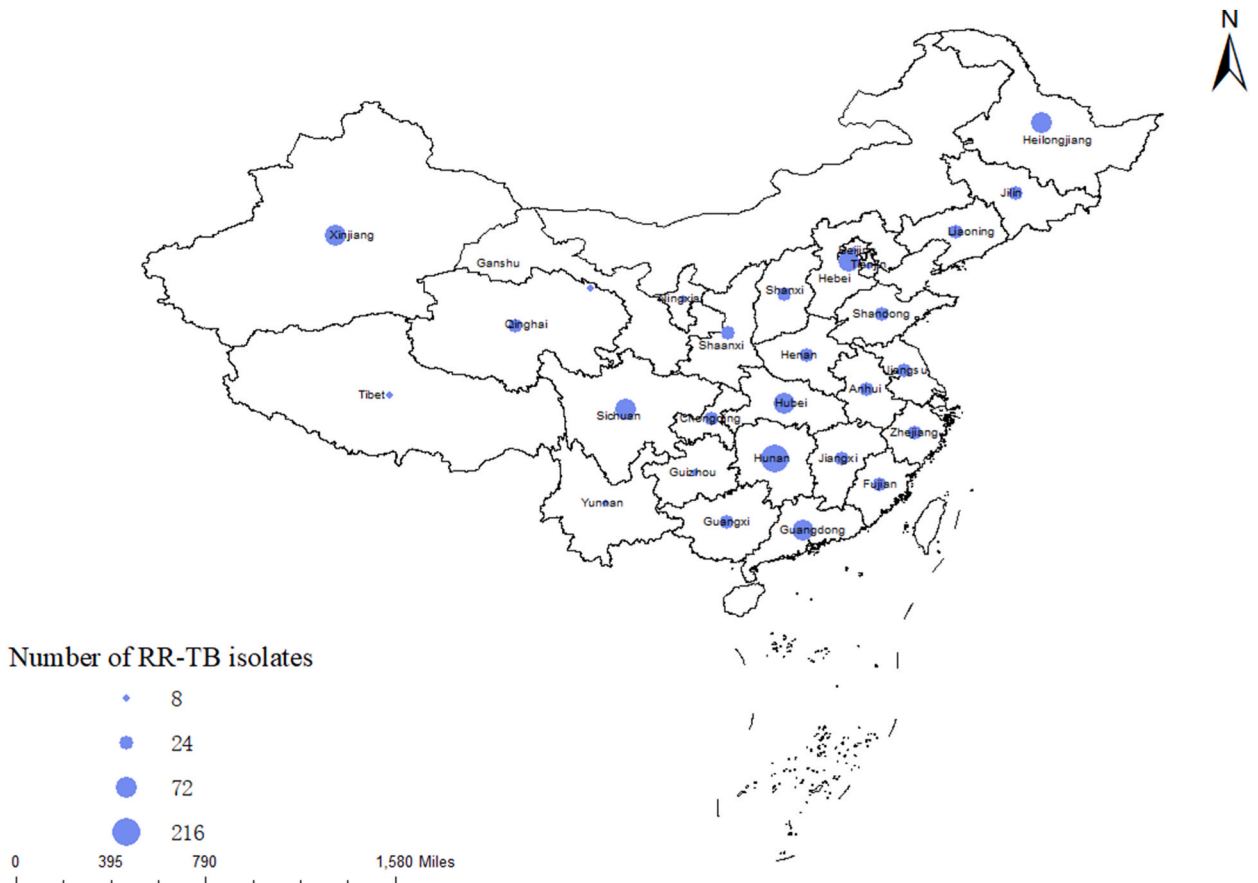 N
Heilongjiang
Jilin
Xinjiang
Liaoning
Beijing
Ganshu
Tianjin
Hebei
Shanxi
Ningxia
Shandong
Qinghai
Shaanxi
Henan
Jiangsu
Anhui
Tibet
Hubei
Sichuan
Chongqing
Zhejiang
Hunan
Jiangxi
Guizhou
Fujian
Yunnan
Guangxi
Guangdong
Number of RR-TB isolates
8
24
72
216
0 395 790 1,580 Miles